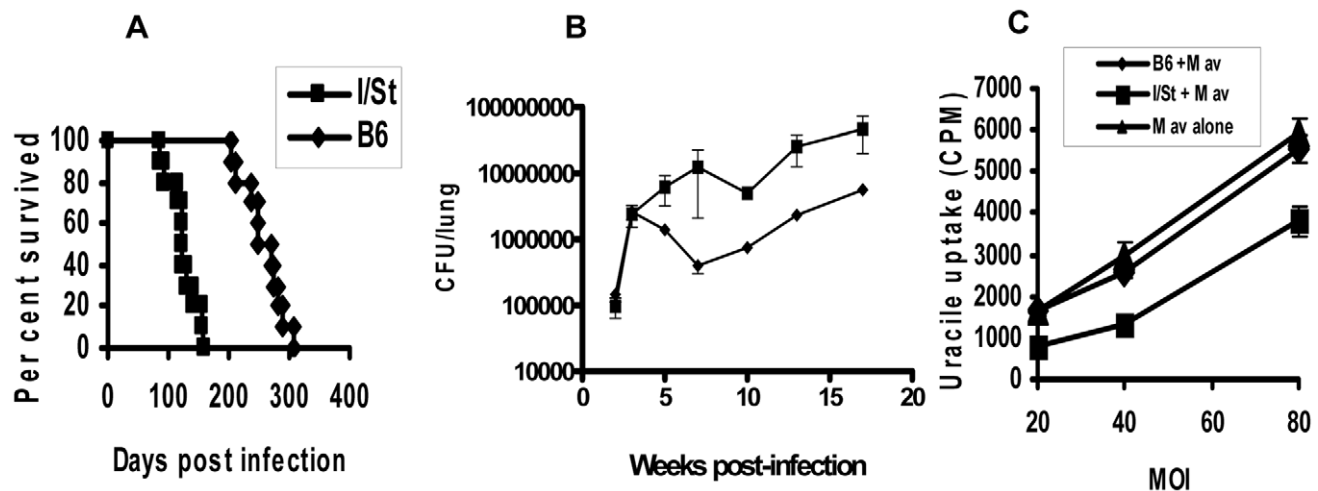 A
I/St
B6
Percent survived
100
80
60
40
20
0
0 100 200 300 400
Days post infection
B
CFU/lung
100000000
10000000
1000000
100000
10000
0 5 10 15 20
Weeks post-infection
C
B6 +M av
I/St + M av
M av alone
Uracile uptake (CPM)
7000
6000
5000
4000
3000
2000
1000
0
20 40 60 80
MOI